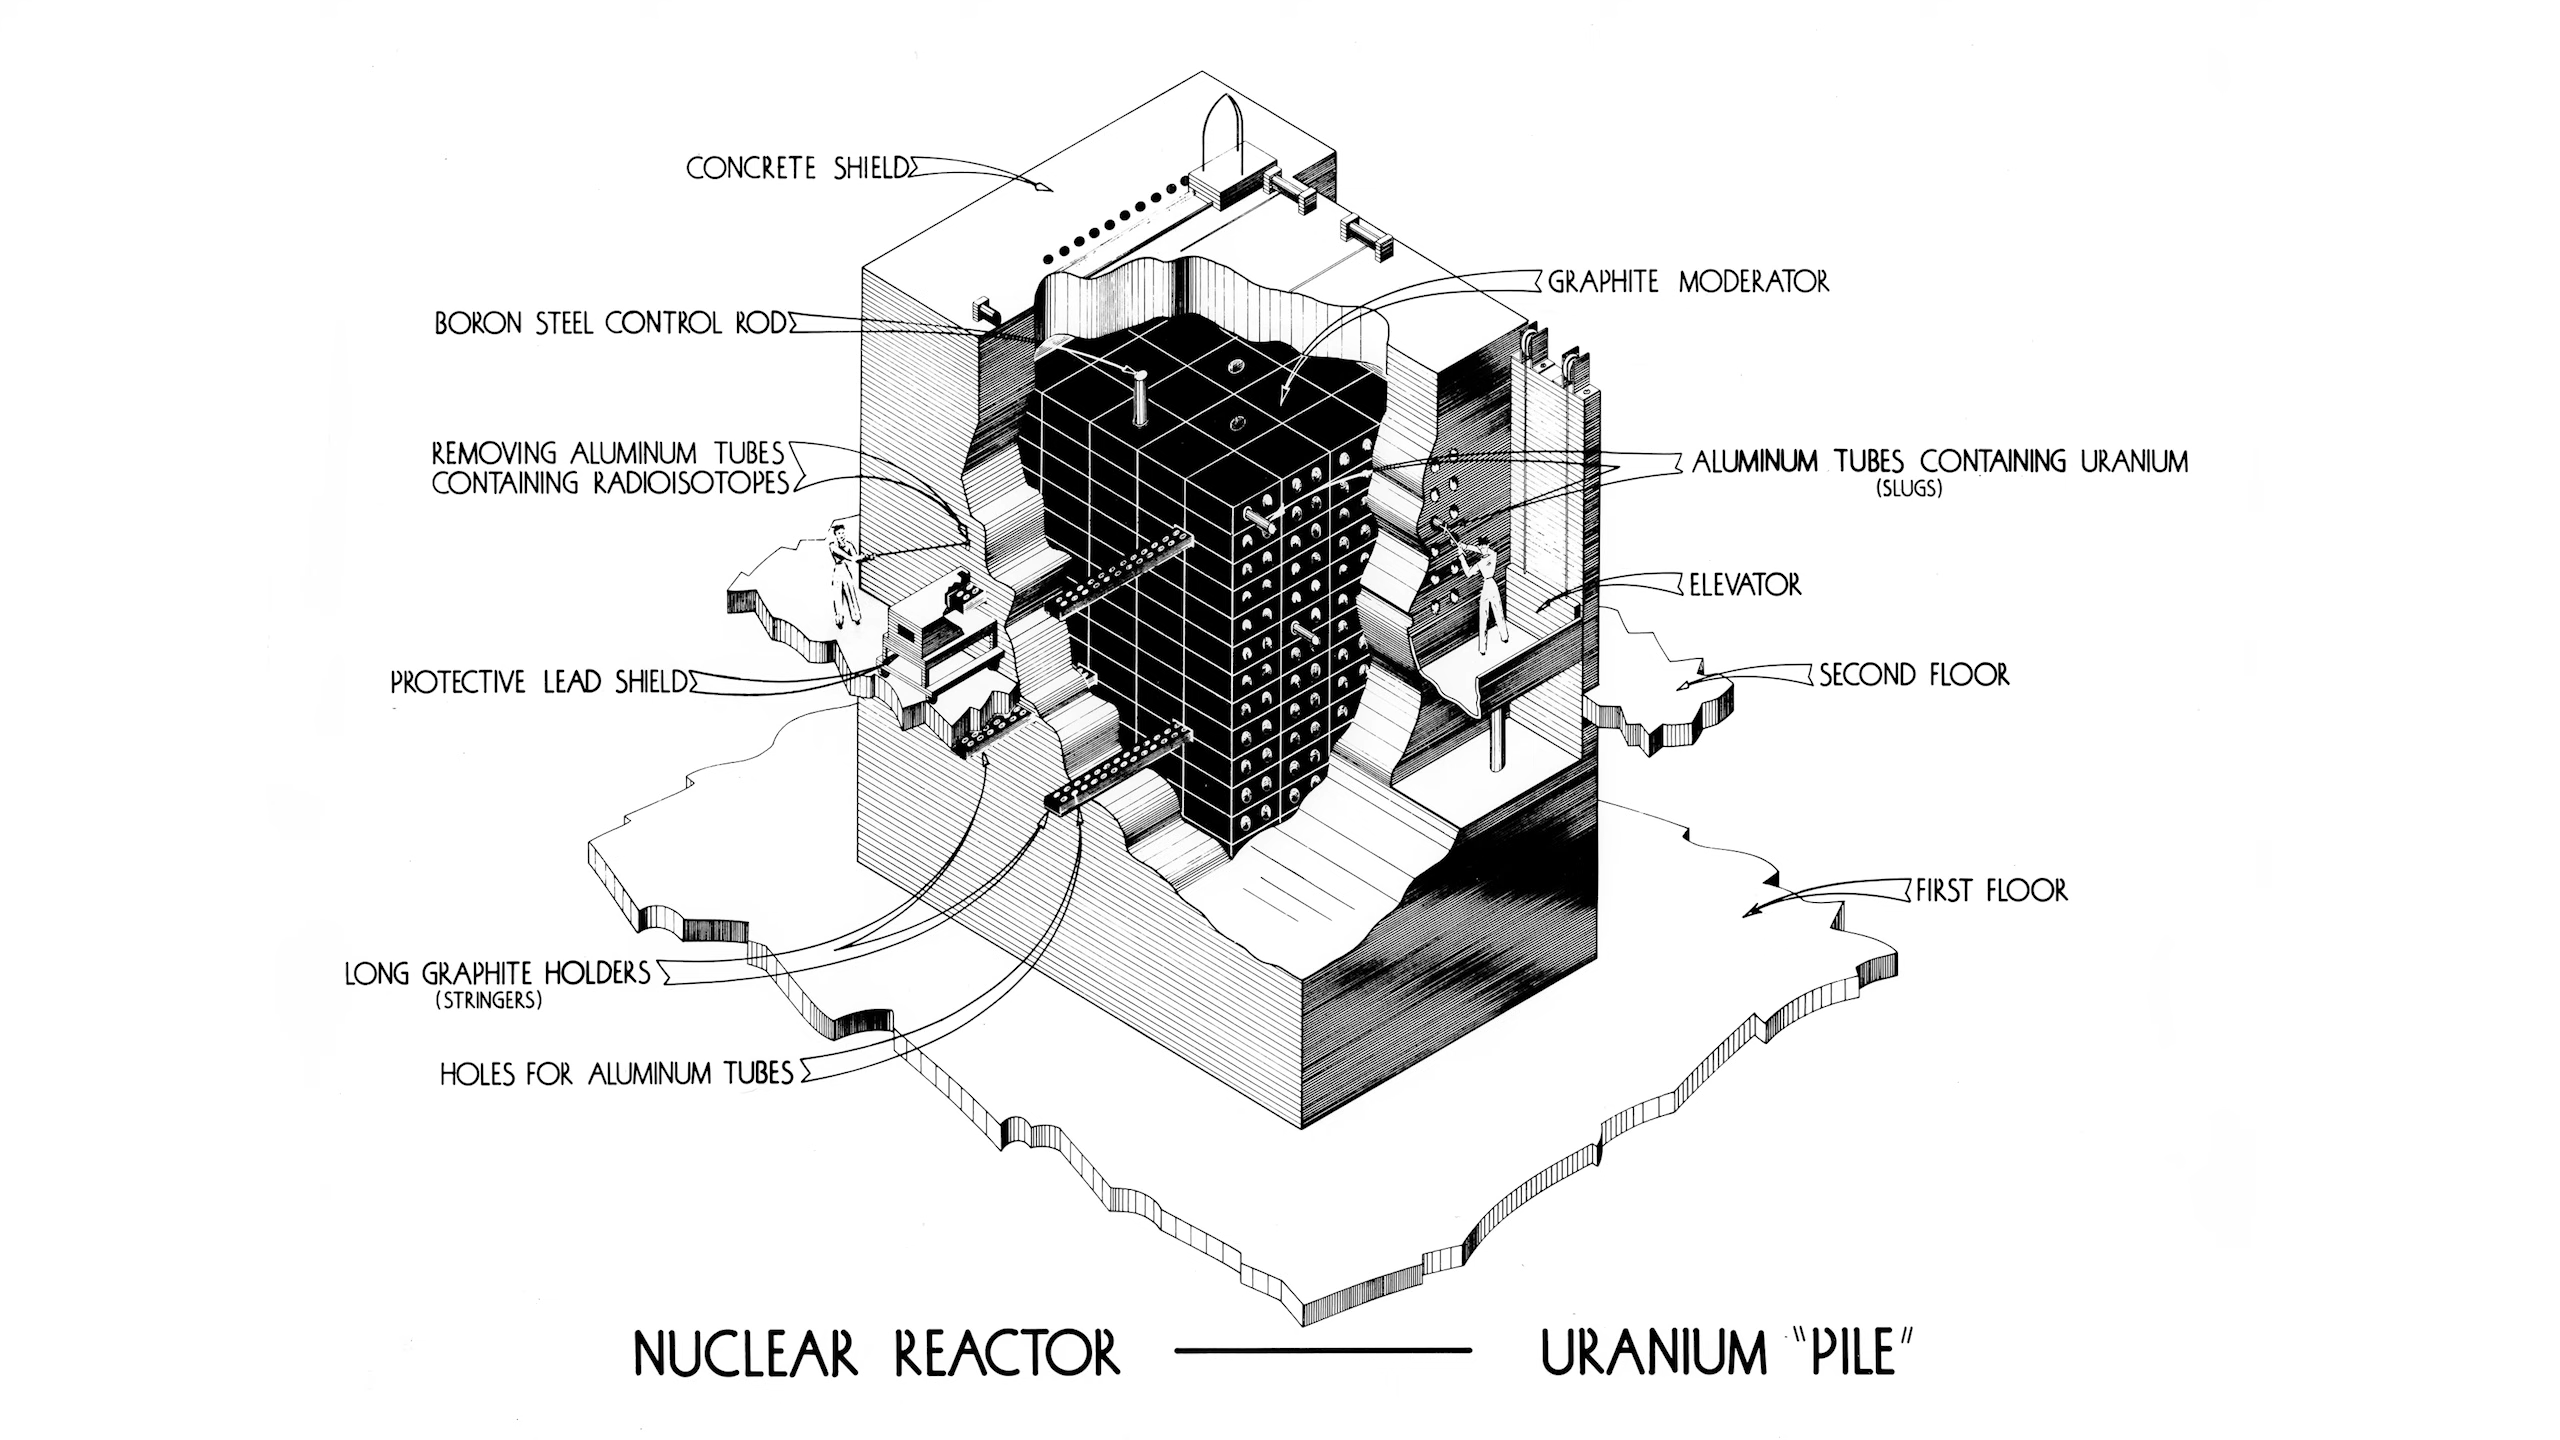 CONCRETE SHIELD
BORON STEEL CONTROL ROD
GRAPHITE MODERATOR
REMOVING ALUMINUM TUBES
CONTAINING RADIOISOTOPES
ALUMINUM TUBES CONTAINING URANIUM
(SLUGS)
ELEVATOR
PROTECTIVE LEAD SHIELD
SECOND FLOOR
FIRST FLOOR
LONG GRAPHITE HOLDERS
(STRINGERS)
HOLES FOR ALUMINUM TUBES
NUCLEAR REACTOR — URANIUM "PILE"